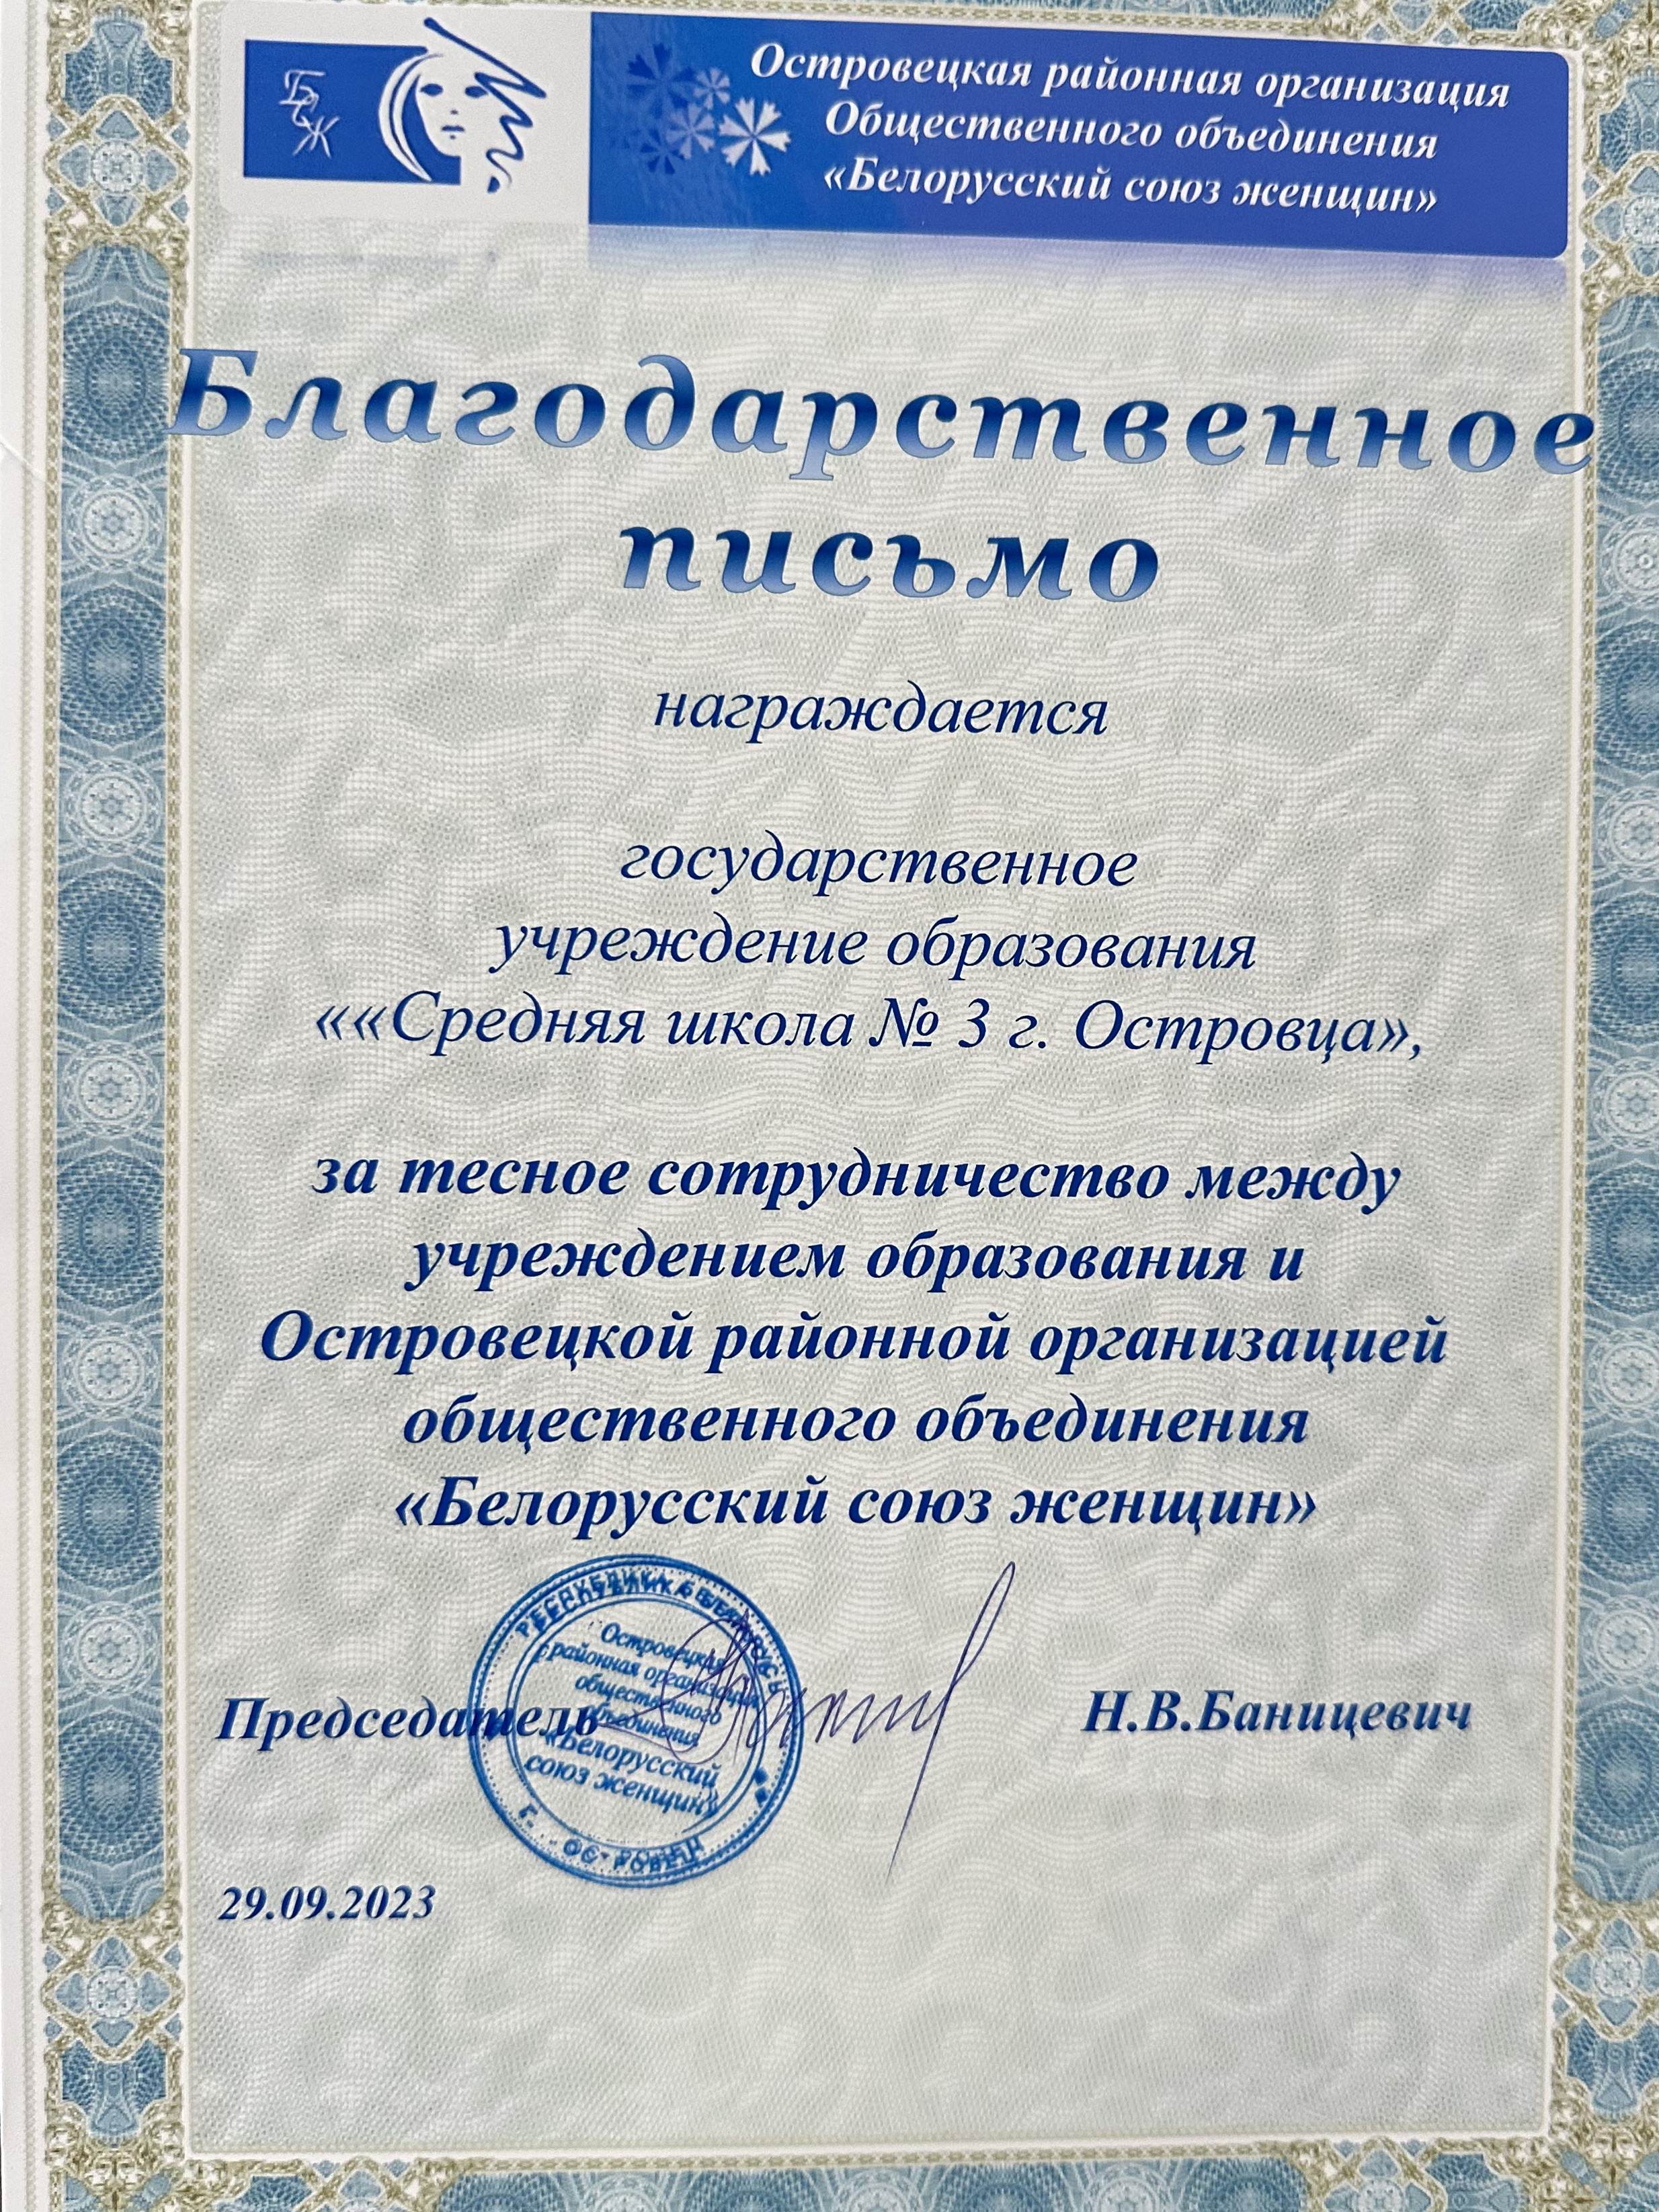 БСЖ
Островецкая районная организация
Общественного объединения
«Белорусский союз женщин»
Благодарственное
письмо
награждается
государственное
учреждение образования
««Средняя школа № 3 г. Островца»,
за тесное сотрудничество между
учреждением образования и
Островецкой районной организацией
общественного объединения
«Белорусский союз женщин»
РЕСПУБЛИКА БЕЛАРУСЬ
Островецкая
районная организация
общественного
объединения
«Белорусский
союз женщин»
Г. ОСТРОВЕЦ
Председатель
Н.В.Баницевич
29.09.2023